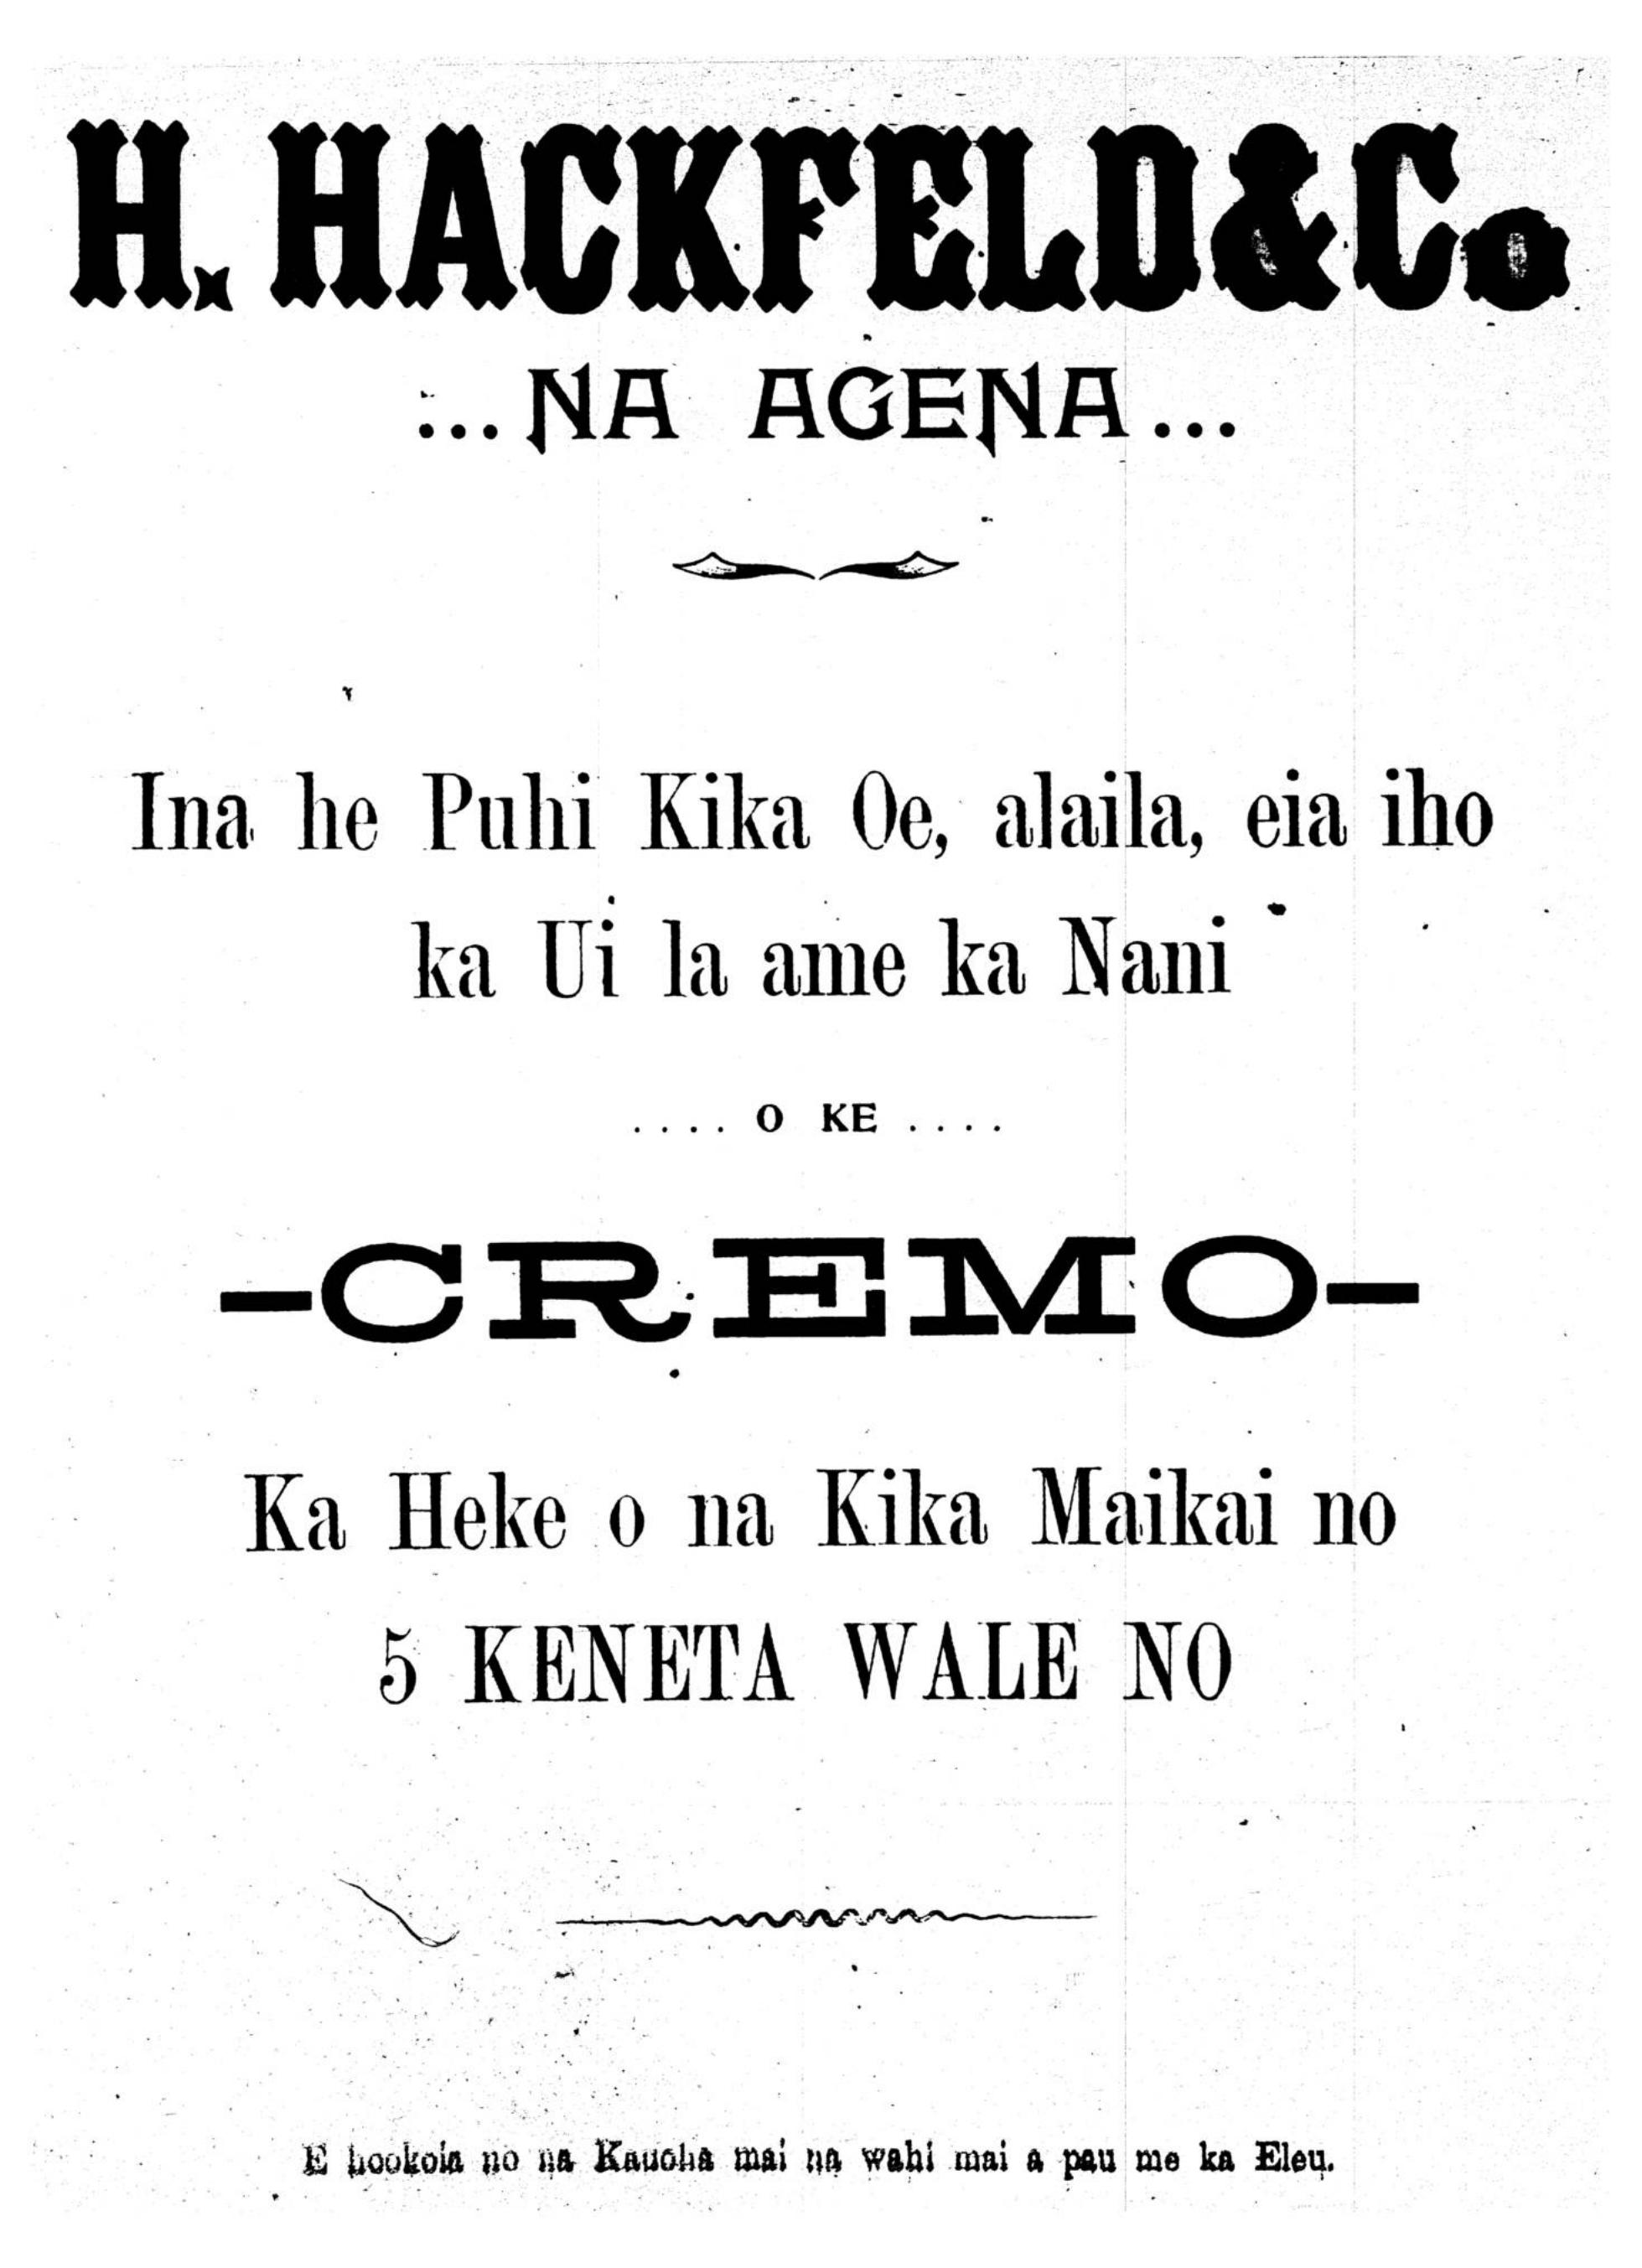 H. HACKFELD & Co
...NA AGENA...
Ina he Puhi Kika Oe, alaila, eia iho
ka Ui la ame ka Nani
.... O KE ....
-CREMO-
Ka Heke o na Kika Maikai no
5 KENETA WALE NO
E hookoia no na Kauoha mai na wahi mai a pau me ka Eleu.